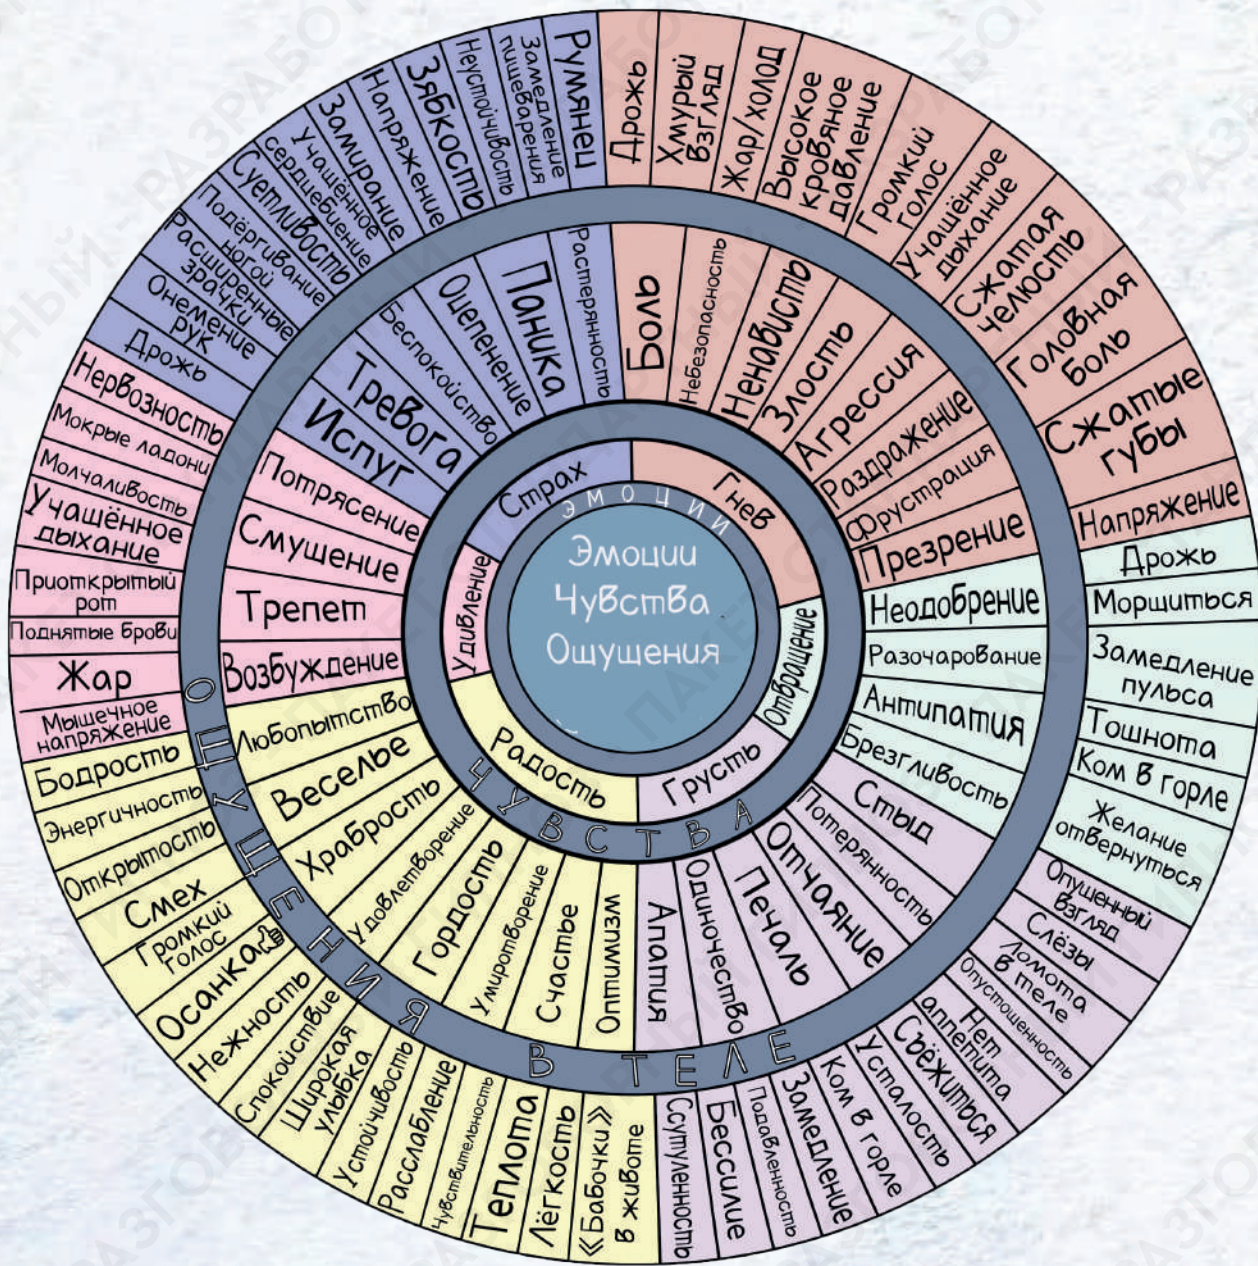 Эмоции
Чувства
Ощущения
ЭМОЦИИ
Гнев
Отвращение
Грусть
Радость
Удивление
Страх
ЧУВСТВА
Боль
Небезопасность
Ненависть
Злость
Агрессия
Раздражение
Фрустрация
Презрение
Неодобрение
Разочарование
Антипатия
Брезгливость
Стыд
Потерянность
Отчаяние
Печаль
Одиночество
Апатия
Оптимизм
Счастье
Умиротворение
Гордость
Удовлетворение
Храбрость
Веселье
Любопытство
Возбуждение
Трепет
Смущение
Потрясение
Испуг
Тревога
Беспокойство
Оцепенение
Паника
Растерянность
ОЩУЩЕНИЯ В ТЕЛЕ
Дрожь
Хмурый
взгляд
Жар/холод
Высокое
кровяное
давление
Громкий
голос
Учащённое
дыхание
Сжатая
челюсть
Головная
боль
Сжатые
губы
Напряжение
Дрожь
Морщиться
Замедление
пульса
Тошнота
Ком в горле
Желание
отвернуться
Опущенный
взгляд
Слёзы
Ломота
в теле
Опустошенность
Нет
аппетита
Съёжиться
Усталость
Ком в горле
Замедление
Подавленность
Бессилие
Ссутуленность
«Бабочки»
в животе
Лёгкость
Теплота
Чувствительность
Расслабление
Устойчивость
Широкая
улыбка
Спокойствие
Нежность
Осанка
Громкий
голос
Смех
Открытость
Энергичность
Бодрость
Мышечное
напряжение
Жар
Поднятые брови
Приоткрытый
рот
Учащённое
дыхание
Молчаливость
Мокрые ладони
Нервозность
Дрожь
Онемение
рук
Расширенные
зрачки
Подёргивание
ногой
Суетливость
Учащённое
сердцебиение
Замирание
Напряжение
Зябкость
Неустойчивость
Замедление
пищеварения
Румянец